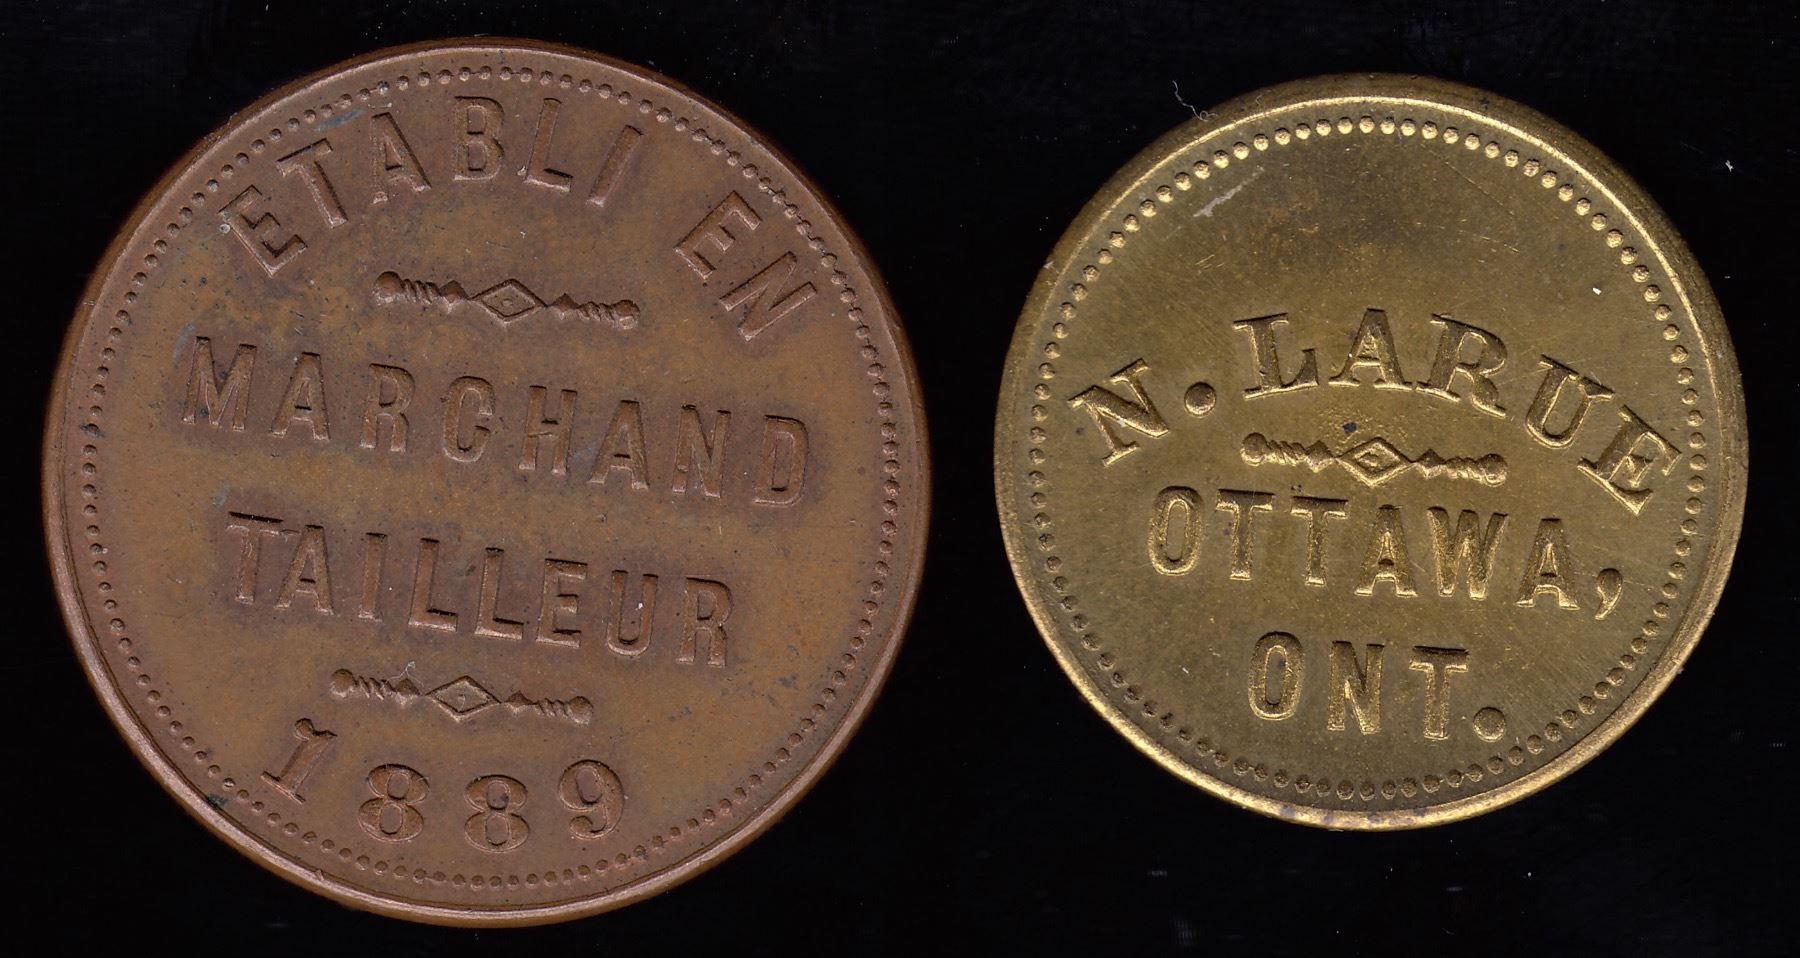 ETABLI EN
MARCHAND
TAILLEUR
1889
N. LARUE
OTTAWA,
ONT.